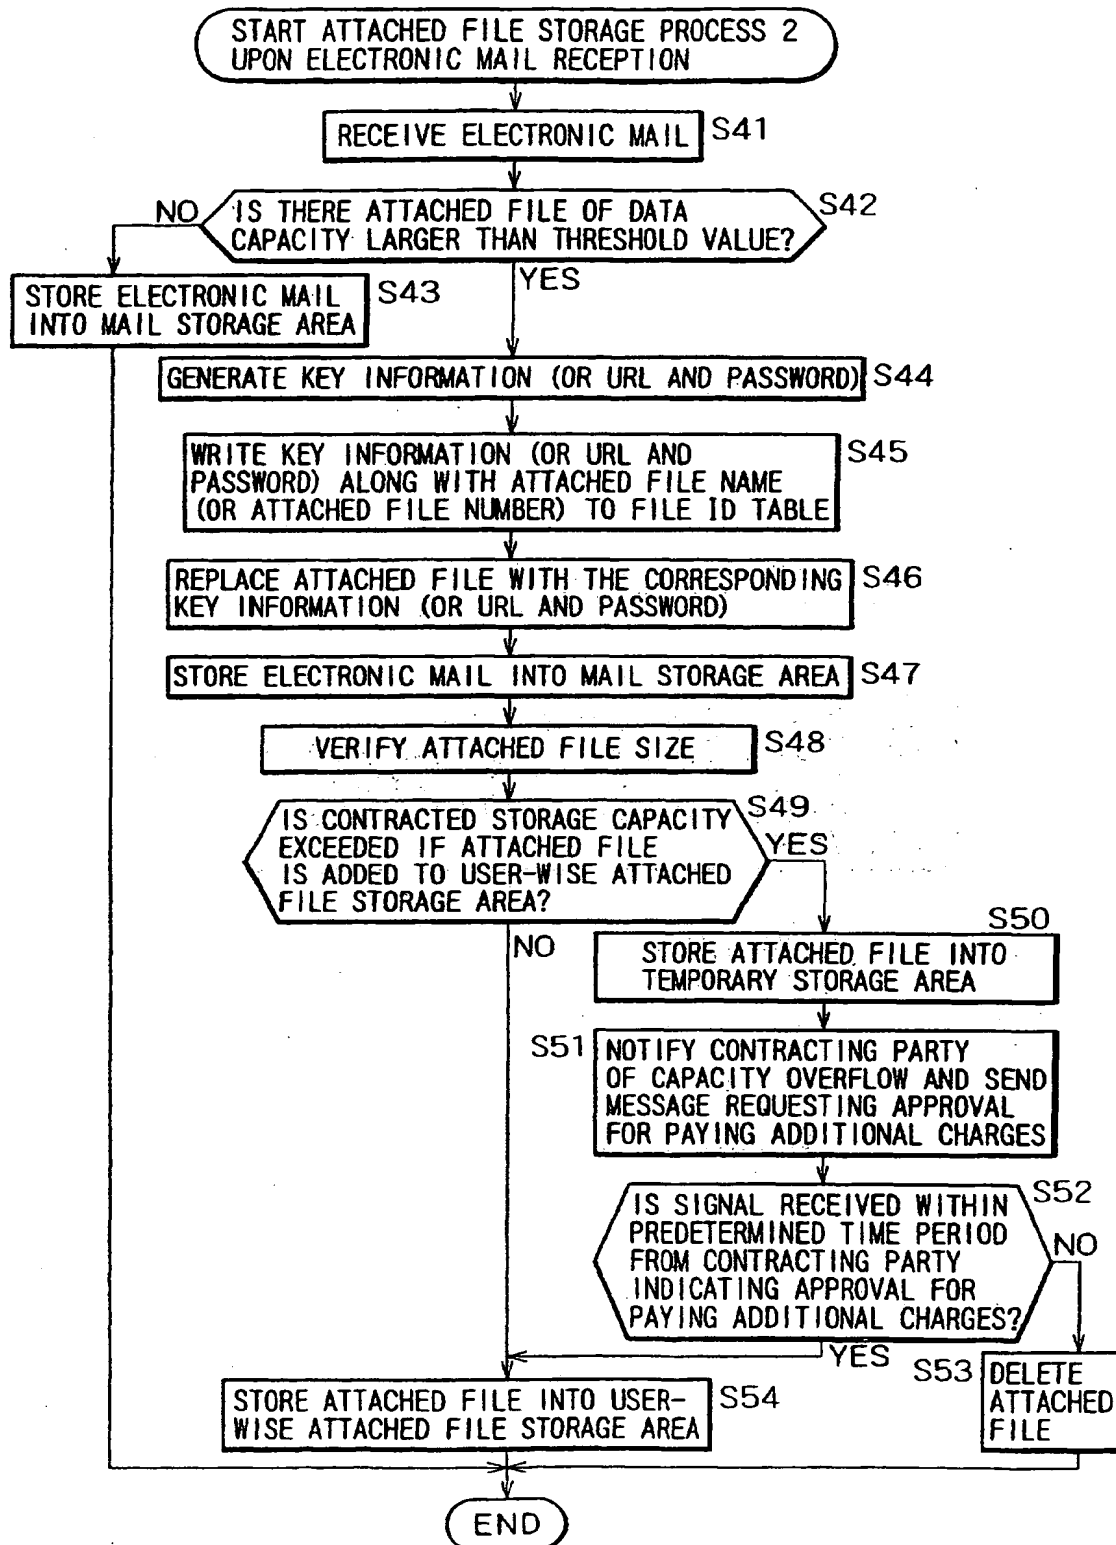 START ATTACHED FILE STORAGE PROCESS 2
UPON ELECTRONIC MAIL RECEPTION
RECEIVE ELECTRONIC MAIL
S41
NO
IS THERE ATTACHED FILE OF DATA
CAPACITY LARGER THAN THRESHOLD VALUE?
S42
YES
STORE ELECTRONIC MAIL
INTO MAIL STORAGE AREA
S43
GENERATE KEY INFORMATION (OR URL AND PASSWORD)
S44
WRITE KEY INFORMATION (OR URL AND
PASSWORD) ALONG WITH ATTACHED FILE NAME
(OR ATTACHED FILE NUMBER) TO FILE ID TABLE
S45
REPLACE ATTACHED FILE WITH THE CORRESPONDING
KEY INFORMATION (OR URL AND PASSWORD)
S46
STORE ELECTRONIC MAIL INTO MAIL STORAGE AREA
S47
VERIFY ATTACHED FILE SIZE
S48
IS CONTRACTED STORAGE CAPACITY
EXCEEDED IF ATTACHED FILE
IS ADDED TO USER-WISE ATTACHED
FILE STORAGE AREA?
S49
YES
NO
S50
STORE ATTACHED FILE INTO
TEMPORARY STORAGE AREA
S51
NOTIFY CONTRACTING PARTY
OF CAPACITY OVERFLOW AND SEND
MESSAGE REQUESTING APPROVAL
FOR PAYING ADDITIONAL CHARGES
IS SIGNAL RECEIVED WITHIN
PREDETERMINED TIME PERIOD
FROM CONTRACTING PARTY
INDICATING APPROVAL FOR
PAYING ADDITIONAL CHARGES?
S52
NO
YES
S53
DELETE
ATTACHED
FILE
STORE ATTACHED FILE INTO USER-
WISE ATTACHED FILE STORAGE AREA
S54
END